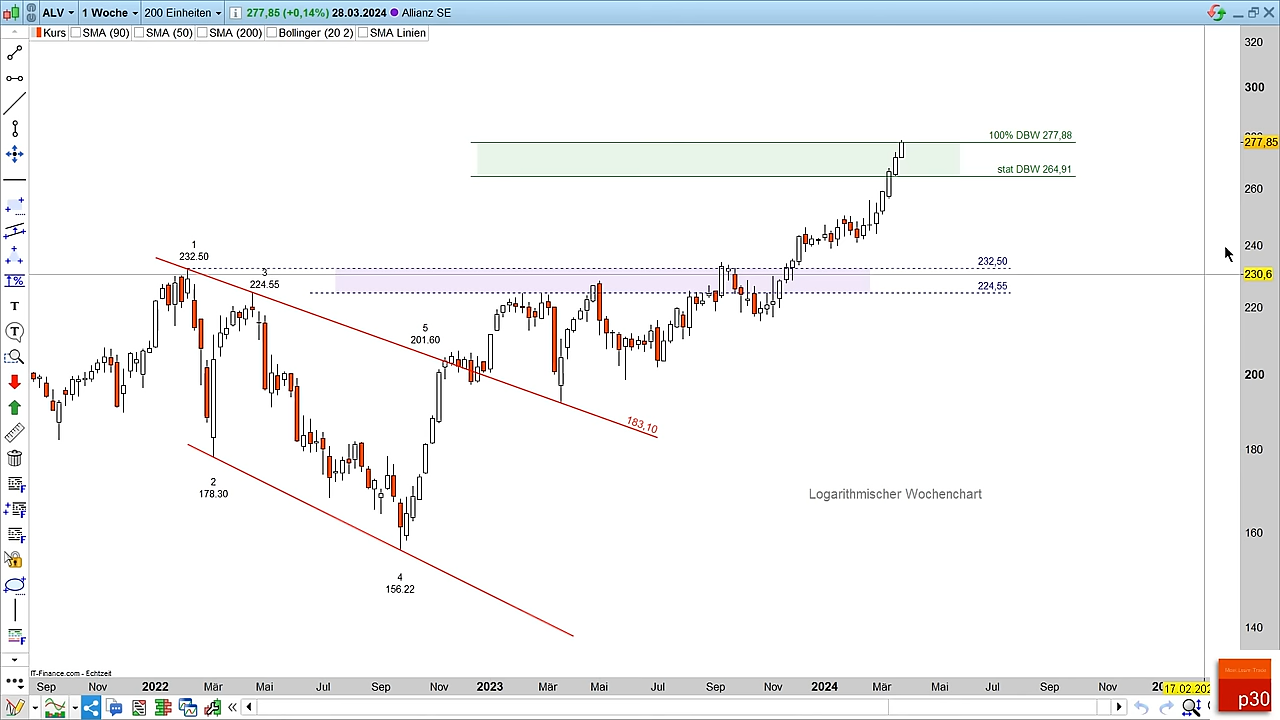 ALV 1 Woche 200 Einheiten 277,85 (+0,14%) 28.03.2024 Allianz SE
Kurs SMA (90) SMA (50) SMA (200) Bollinger (20 2) SMA Linien
320
300
277,85
260
240
230,6
220
200
180
160
140
100% DBW 277,88
stat DBW 264,91
1
232.50
3
224.55
232,50
224,55
5
201.60
183,10
2
178.30
Logarithmischer Wochenchart
4
156.22
T
T
%
IT-Finance.com - Echtzeit
Sep Nov 2022 Mär Mai Jul Sep Nov 2023 Mär Mai Jul Sep Nov 2024 Mär Mai Jul Sep Nov 17.02.202
p30